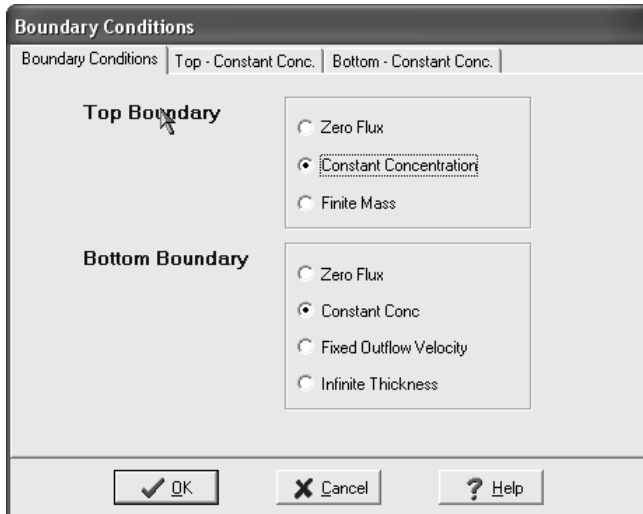 Boundary Conditions
Boundary Conditions Top - Constant Conc. Bottom - Constant Conc.
Top Boundary
Zero Flux
Constant Concentration
Finite Mass
Bottom Boundary
Zero Flux
Constant Conc
Fixed Outflow Velocity
Infinite Thickness
OK Cancel Help